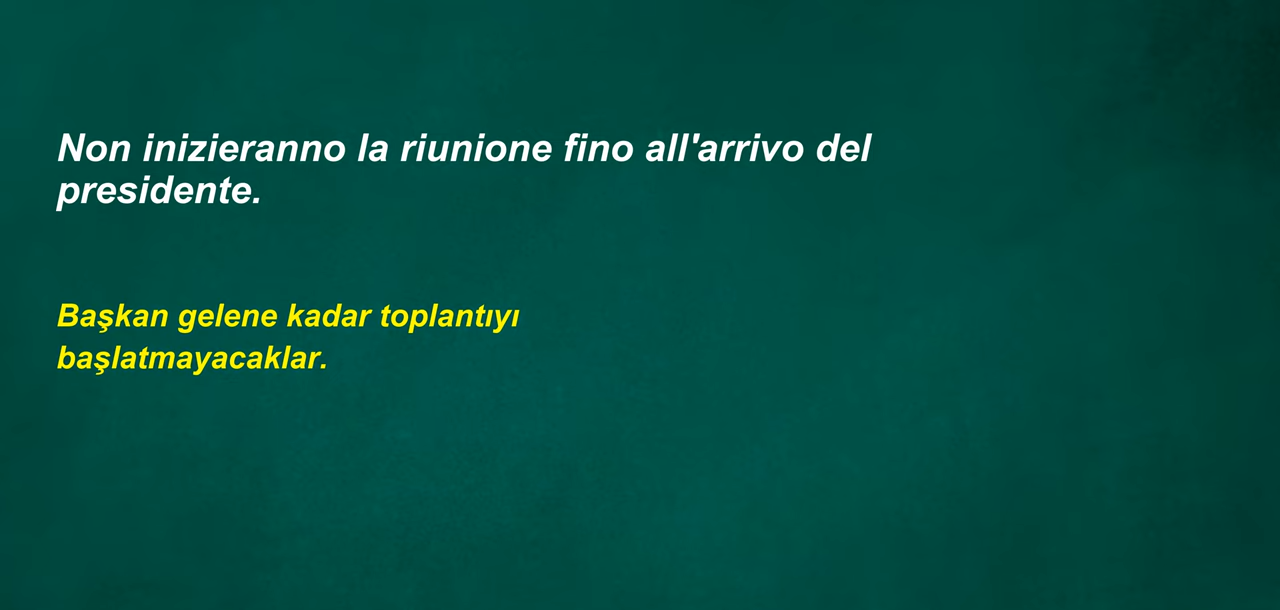 Non inizieranno la riunione fino all'arrivo del
presidente.
Başkan gelene kadar toplantıyı
başlatmayacaklar.